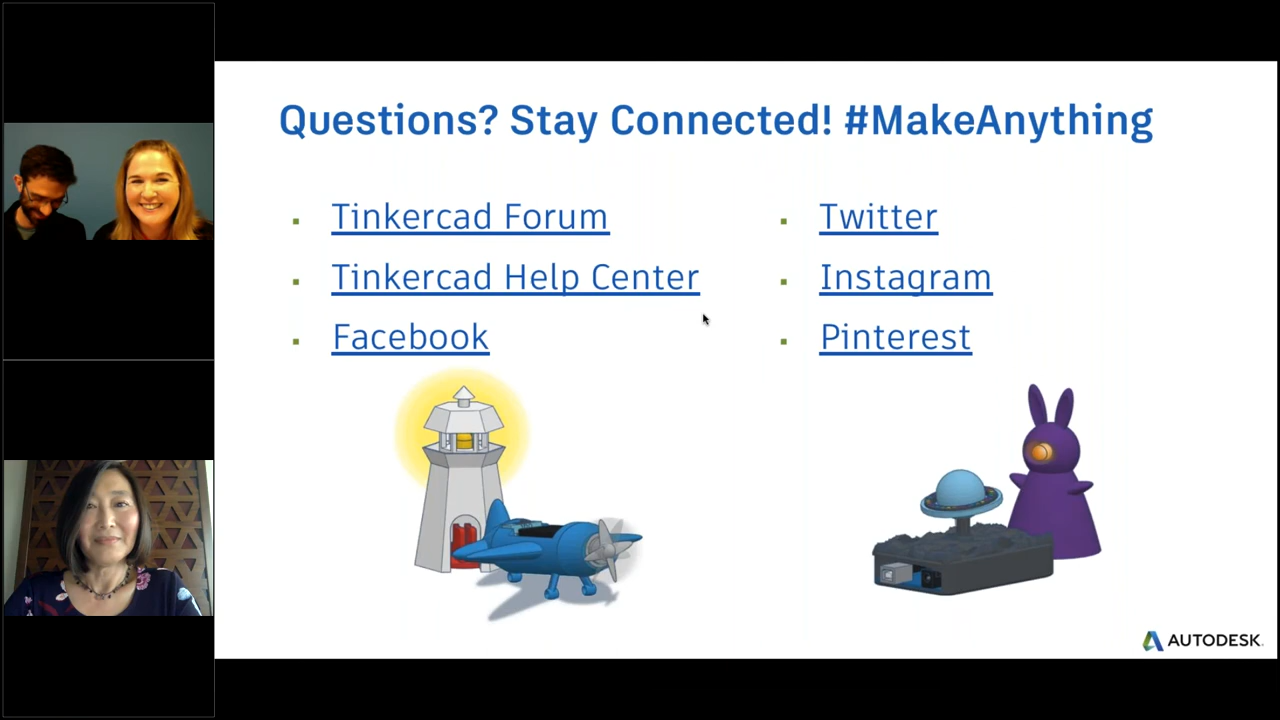 Questions? Stay Connected! #MakeAnything
Tinkercad Forum
Tinkercad Help Center
Facebook
Twitter
Instagram
Pinterest
AUTODESK